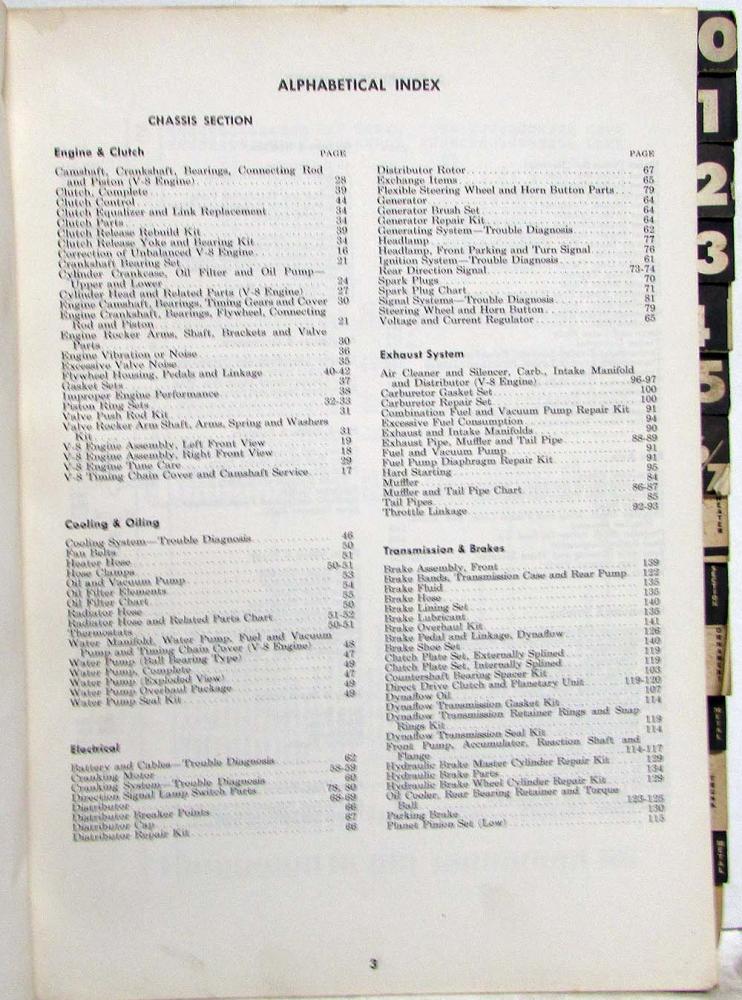 ALPHABETICAL INDEX
CHASSIS SECTION
Engine & Clutch
PAGE
Camshaft, Crankshaft, Bearings, Connecting Rod
and Piston (V-8 Engine) 28
Clutch, Complete 39
Clutch Control 44
Clutch Equalizer and Link Replacement 34
Clutch Parts 34
Clutch Release Rebuild Kit 39
Clutch Release Yoke and Bearing Kit 34
Correction of Unbalanced V-8 Engine 16
Crankshaft Bearing Set 21
Cylinder Crankcase, Oil Filter and Oil Pump—
Upper and Lower 24
Cylinder Head and Related Parts (V-8 Engine) 27
Engine Camshaft, Bearings, Timing Gears and Cover 30
Engine Crankshaft, Bearings, Flywheel, Connecting
Rod and Piston 21
Engine Rocker Arms, Shaft, Brackets and Valve
Parts 30
Engine Vibration or Noise 36
Excessive Valve Noise 35
Flywheel Housing, Pedals and Linkage 40-42
Gasket Sets 37
Improper Engine Performance 38
Piston Ring Sets 32-33
Valve Push Rod Kit 31
Valve Rocker Arm Shaft, Arms, Spring and Washers
Kit 31
V-8 Engine Assembly, Left Front View 19
V-8 Engine Assembly, Right Front View 18
V-8 Engine Tune Care 29
V-8 Timing Chain Cover and Camshaft Service 17
Cooling & Oiling
Cooling System—Trouble Diagnosis 46
Fan Belts 50
Heater Hose 51
Hose Clamps 50-51
Oil and Vacuum Pump 53
Oil Filter Elements 54
Oil Filter Chart 55
Radiator Hose 50
Radiator Hose and Related Parts Chart 51-52
Thermostats 50-51
Water Manifold, Water Pump, Fuel and Vacuum
Pump and Timing Chain Cover (V-8 Engine) 48
Water Pump (Ball Bearing Type) 47
Water Pump, Complete 49
Water Pump (Exploded View) 47
Water Pump Overhaul Package 49
Water Pump Seal Kit 49
Electrical
Battery and Cables—Trouble Diagnosis 62
Cranking Motor 58-59
Cranking System—Trouble Diagnosis 60
Direction Signal Lamp Switch Parts 78, 80
Distributor 68-69
Distributor Breaker Points 66
Distributor Cap 67
Distributor Repair Kit 66
PAGE
Distributor Rotor 67
Exchange Items 65
Flexible Steering Wheel and Horn Button Parts 79
Generator 64
Generator Brush Set 64
Generator Repair Kit 64
Generating System—Trouble Diagnosis 62
Headlamp 77
Headlamp, Front Parking and Turn Signal 76
Ignition System—Trouble Diagnosis 61
Rear Direction Signal 73-74
Spark Plugs 70
Spark Plug Chart 71
Signal Systems—Trouble Diagnosis 81
Steering Wheel and Horn Button 79
Voltage and Current Regulator 65
Exhaust System
Air Cleaner and Silencer, Carb., Intake Manifold
and Distributor (V-8 Engine) 96-97
Carburetor Gasket Set 100
Carburetor Repair Set 100
Combination Fuel and Vacuum Pump Repair Kit 91
Excessive Fuel Consumption 94
Exhaust and Intake Manifolds 90
Exhaust Pipe, Muffler and Tail Pipe 88-89
Fuel and Vacuum Pump 91
Fuel Pump Diaphragm Repair Kit 91
Hard Starting 95
Muffler 84
Muffler and Tail Pipe Chart 86-87
Tail Pipes 85
Throttle Linkage 92-93
Transmission & Brakes
Brake Assembly, Front 139
Brake Bands, Transmission Case and Rear Pump 122
Brake Fluid 135
Brake Hose 135
Brake Lining Set 140
Brake Lubricant 135
Brake Overhaul Kit 141
Brake Pedal and Linkage, Dynaflow 126
Brake Shoe Set 140
Clutch Plate Set, Externally Splined 119
Clutch Plate Set, Internally Splined 119
Countershaft Bearing Spacer Kit 103
Direct Drive Clutch and Planetary Unit 119-120
Dynaflow Oil 107
Dynaflow Transmission Gasket Kit 114
Dynaflow Transmission Retainer Rings and Snap
Rings Kit 119
Dynaflow Transmission Seal Kit 114
Front Pump, Accumulator, Reaction Shaft and
Flange 114-117
Hydraulic Brake Master Cylinder Repair Kit 129
Hydraulic Brake Parts 134
Hydraulic Brake Wheel Cylinder Repair Kit 129
Oil Cooler, Rear Bearing Retainer and Torque
Ball 123-125
Parking Brake 130
Planet Pinion Set (Low) 115
3
0
1
2
3
4
5
6/7
HEATER
SECTION
ORNAMENT
METAL
TRUNK
METAL